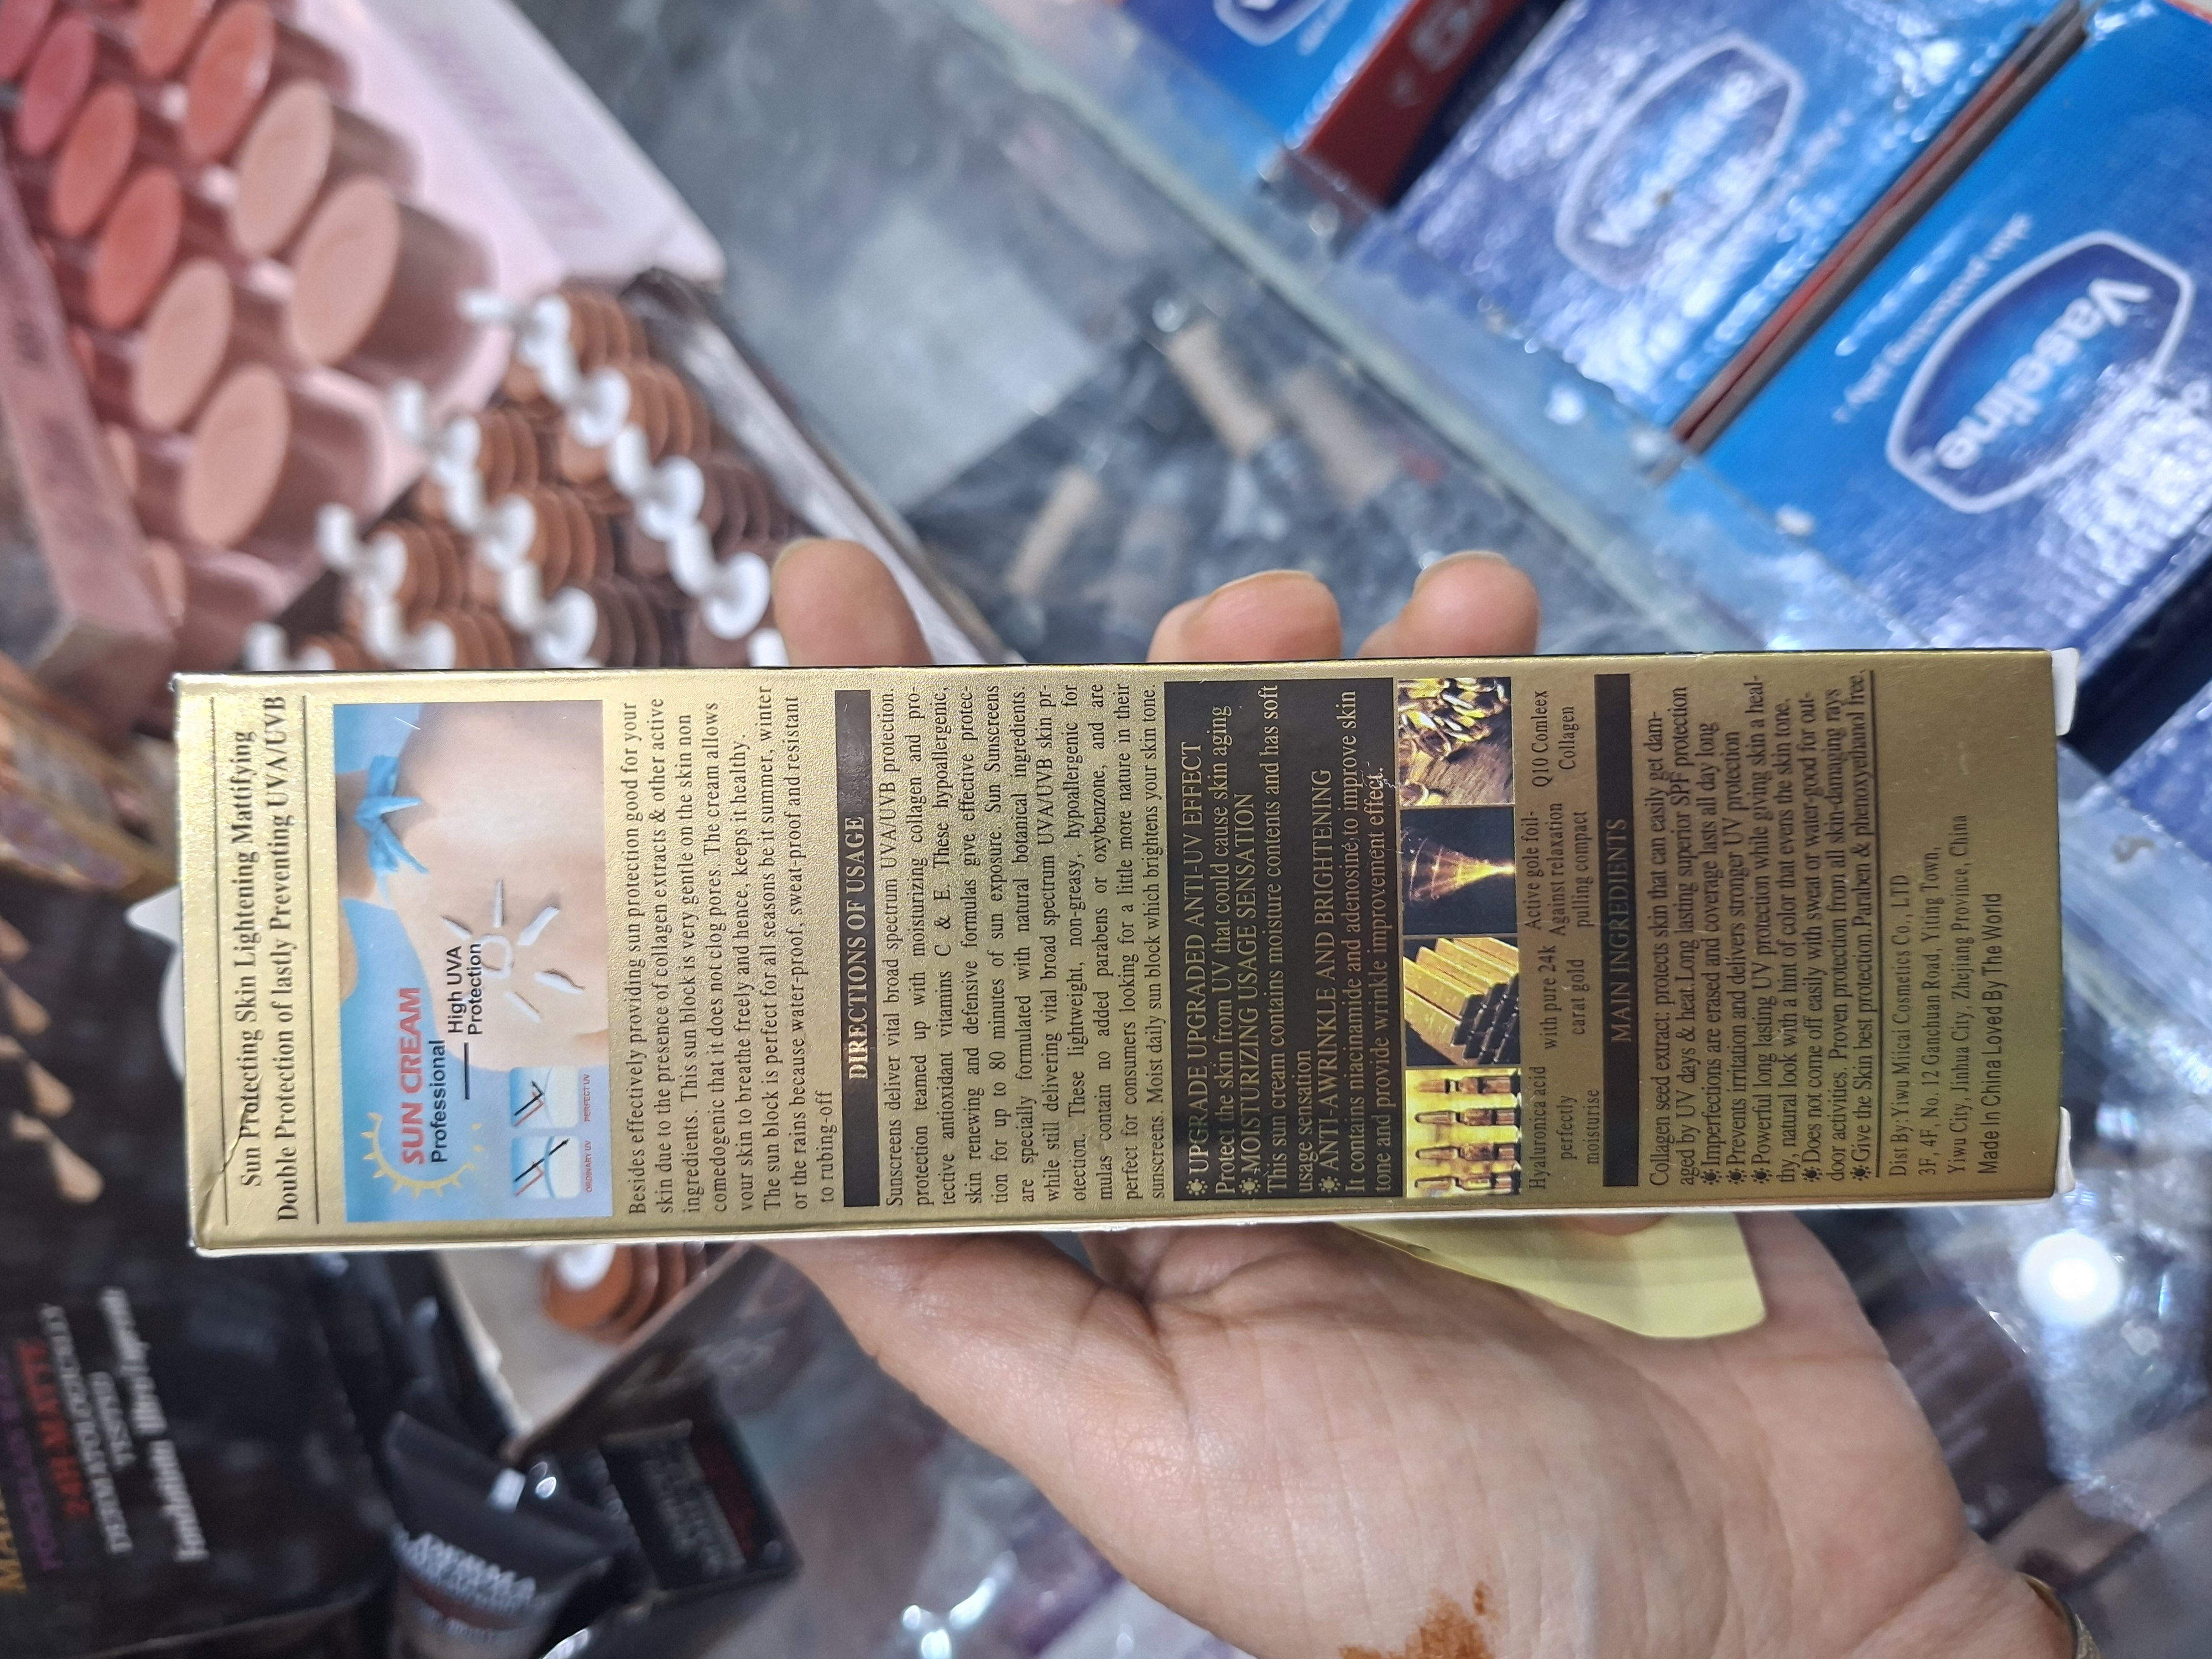 Sun Protecting Skin Lightening Mattifying
Double Protection of lastly Preventing UVA/UVB
SUN CREAM
Professional
High UVA
Protection
ORDINARY UV
PERFECT UV
Besides effectively providing sun protection good for your
skin due to the presence of collagen extracts & other active
ingredients. This sun block is very gentle on the skin non
comedogenic that it does not clog pores. The cream allows
your skin to breathe freely and hence, keeps it healthy.
The sun block is perfect for all seasons be it summer, winter
or the rains because water-proof, sweat-proof and resistant
to rubing-off
DIRECTIONS OF USAGE
Sunscreens deliver vital broad spectrum UVA/UVB protection.
protection teamed up with moisturizing collagen and pro-
tective antioxidant vitamins C & E. These hypoallergenic,
skin renewing and defensive formulas give effective protec-
tion for up to 80 minutes of sun exposure. Sun Sunscreens
are specially formulated with natural botanical ingredients.
while still delivering vital broad spectrum UVA/UVB skin pr-
otection. These lightweight, non-greasy, hypoallergenic for
mulas contain no added parabens or oxybenzone, and are
perfect for consumers looking for a little more nature in their
sunscreens. Moist daily sun block which brightens your skin tone
UPGRADE UPGRADED ANTI-UV EFFECT
Protect the skin from UV that could cause skin aging
MOISTURIZING USAGE SENSATION
This sun cream contains moisture contents and has soft
usage sensation
ANTI-AWRINKLE AND BRIGHTENING
It contains niacinamide and adenosine, to improve skin
tone and provide wrinkle improvement effect.
Hyaluronica acid
perfectly
moisturise
with pure 24k
carat gold
Active gole foil-
Against relaxation
pulling compact
Q10 Comleex
Collagen
MAIN INGREDIENTS
Collagen seed extract: protects skin that can easily get dam-
aged by UV days & heat.Long lasting superior SPF protection
Imperfections are erased and coverage lasts all day long
Prevents irritation and delivers stronger UV protection
Powerful long lasting UV protection while giving skin a heal-
thy, natural look with a hint of color that evens the skin tone.
Does not come off easily with swear or water-good for out-
door activities. Proven protection from all skin-damaging rays
Give the Skin best protection.Paraben & phenoxyethanol free.
Dist By: Yiwu Miicai Cosmetics Co., LTD
3F, 4F, No. 12 Ganchuan Road, Yiting Town,
Yiwu City, Jinhua City, Zhejiang Province, China
Made In China Loved By The World
Vaseline
skin protecting jelly
Vaseline
24H-MATTE
DERMATOLOGICALLY
TESTED